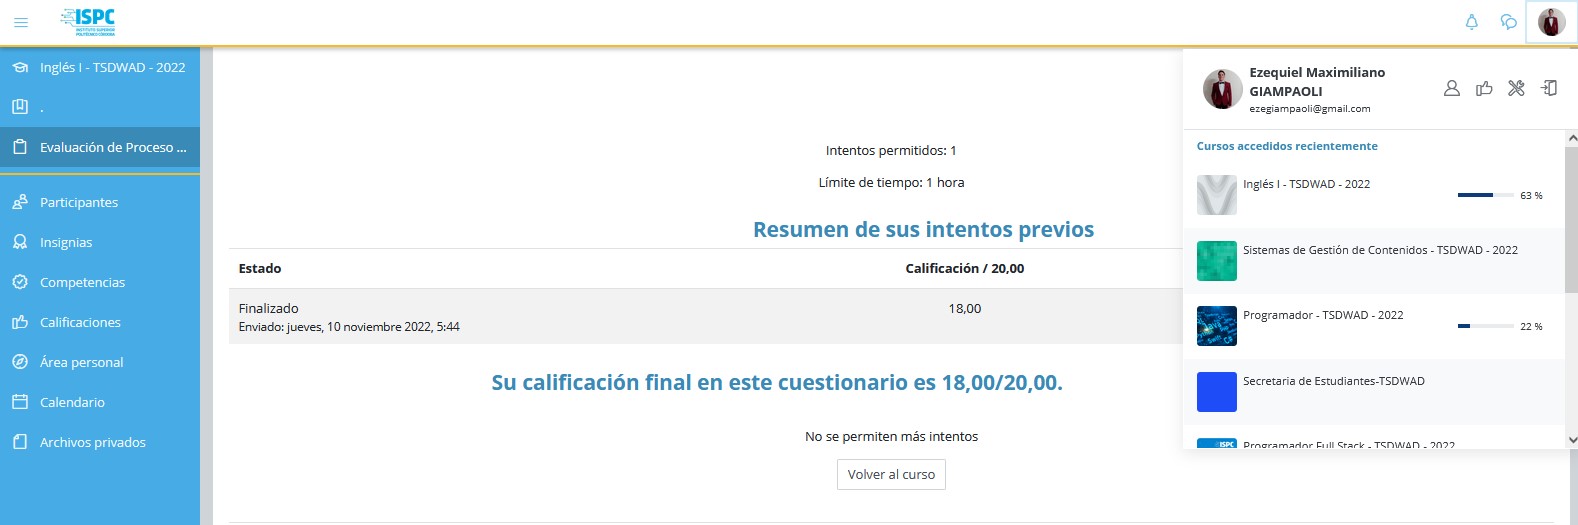 ISPC
INSTITUTO SUPERIOR
POLITÉCNICO CÓRDOBA
Inglés I - TSDWAD - 2022
.
Evaluación de Proceso ...
Participantes
Insignias
Competencias
Calificaciones
Área personal
Calendario
Archivos privados
Intentos permitidos: 1
Límite de tiempo: 1 hora
Resumen de sus intentos previos
Estado
Calificación / 20,00
Finalizado
18,00
Enviado: jueves, 10 noviembre 2022, 5:44
Su calificación final en este cuestionario es 18,00/20,00.
No se permiten más intentos
Volver al curso
Ezequiel Maximiliano
GIAMPAOLI
ezegiampaoli@gmail.com
Cursos accedidos recientemente
Inglés I - TSDWAD - 2022
63 %
Sistemas de Gestión de Contenidos - TSDWAD - 2022
Programador - TSDWAD - 2022
22 %
Secretaria de Estudiantes-TSDWAD
ISPC
Programador Full Stack - TSDWAD - 2022